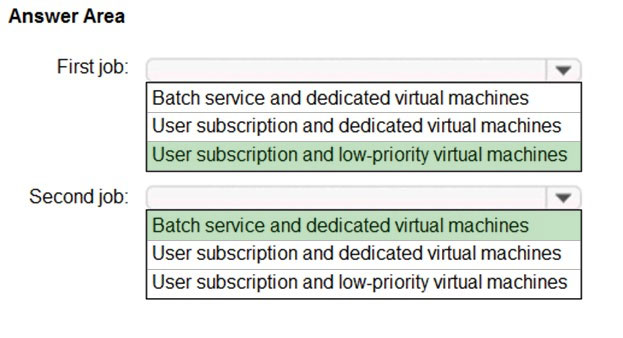 Answer Area
First job:
Batch service and dedicated virtual machines
User subscription and dedicated virtual machines
User subscription and low-priority virtual machines
Second job:
Batch service and dedicated virtual machines
User subscription and dedicated virtual machines
User subscription and low-priority virtual machines